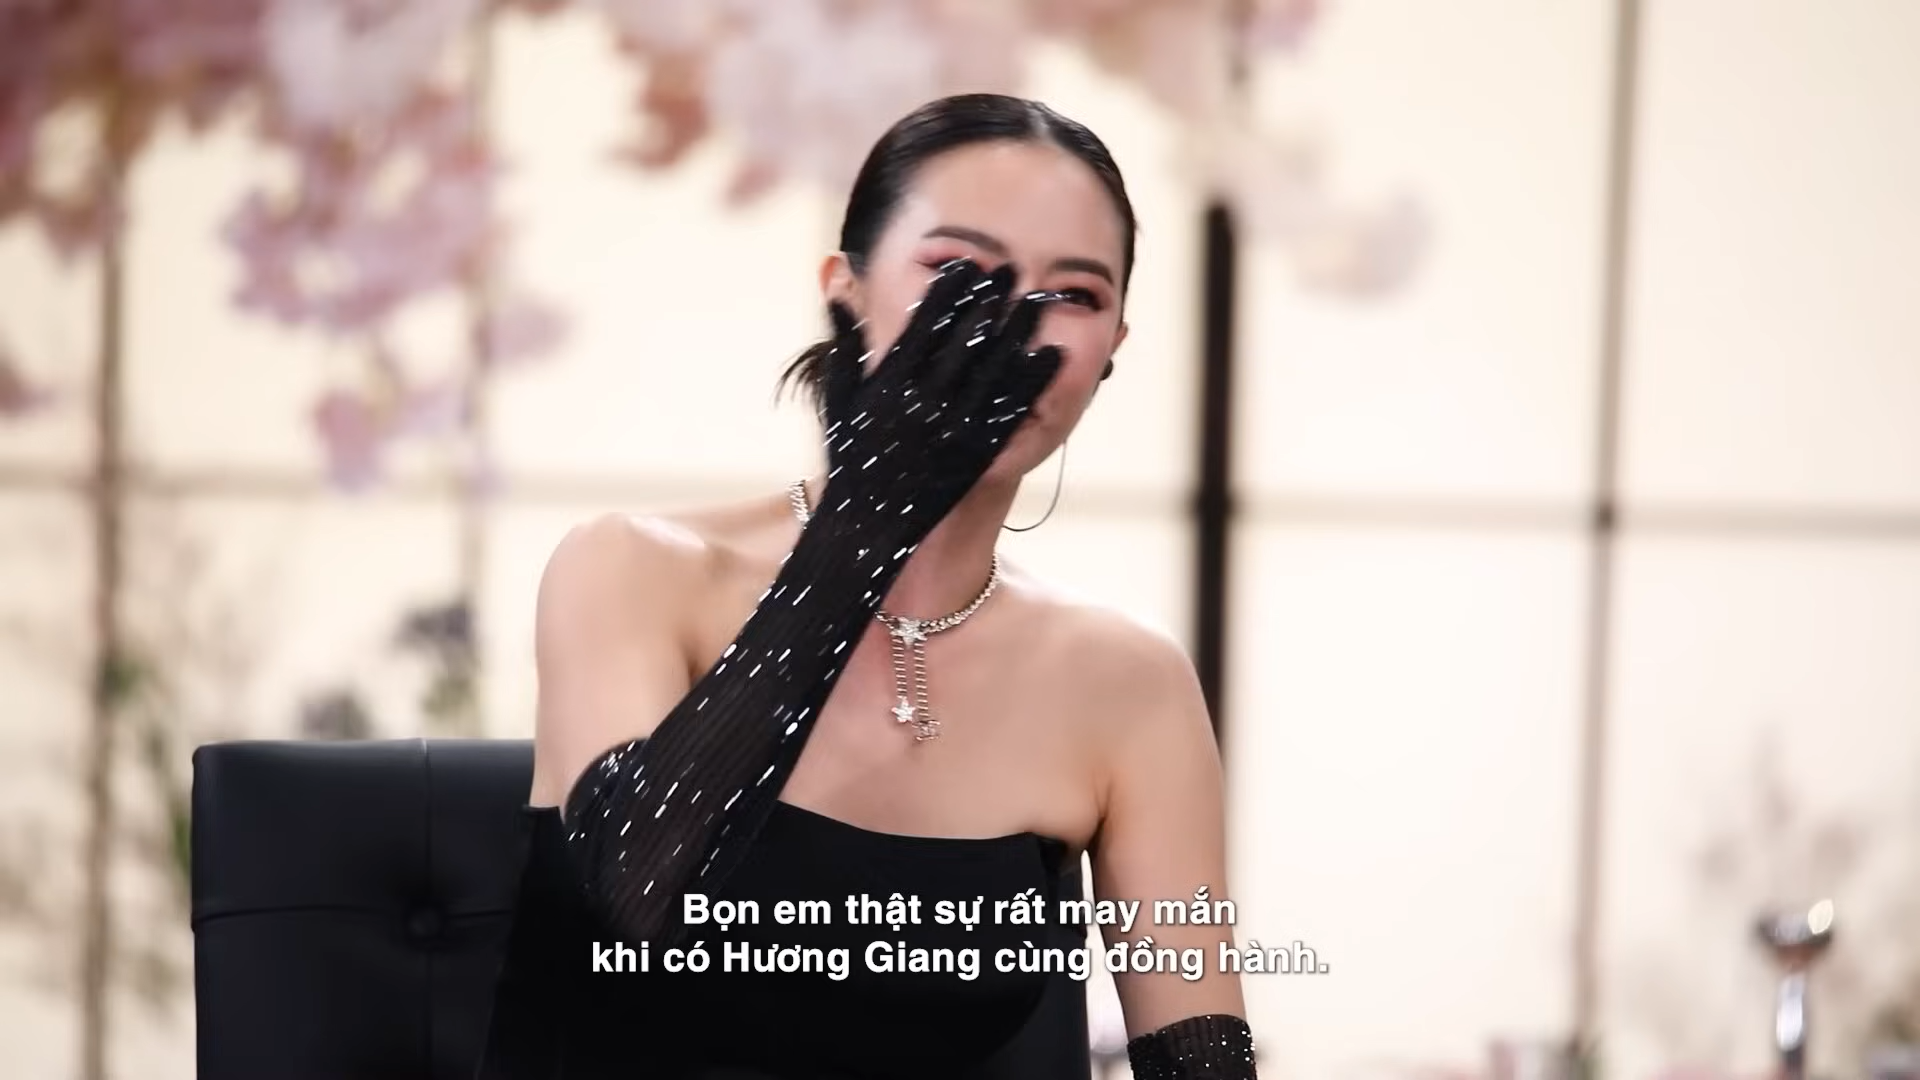 Bọn em thật sự rất may mắn
khi có Hương Giang cùng đồng hành.